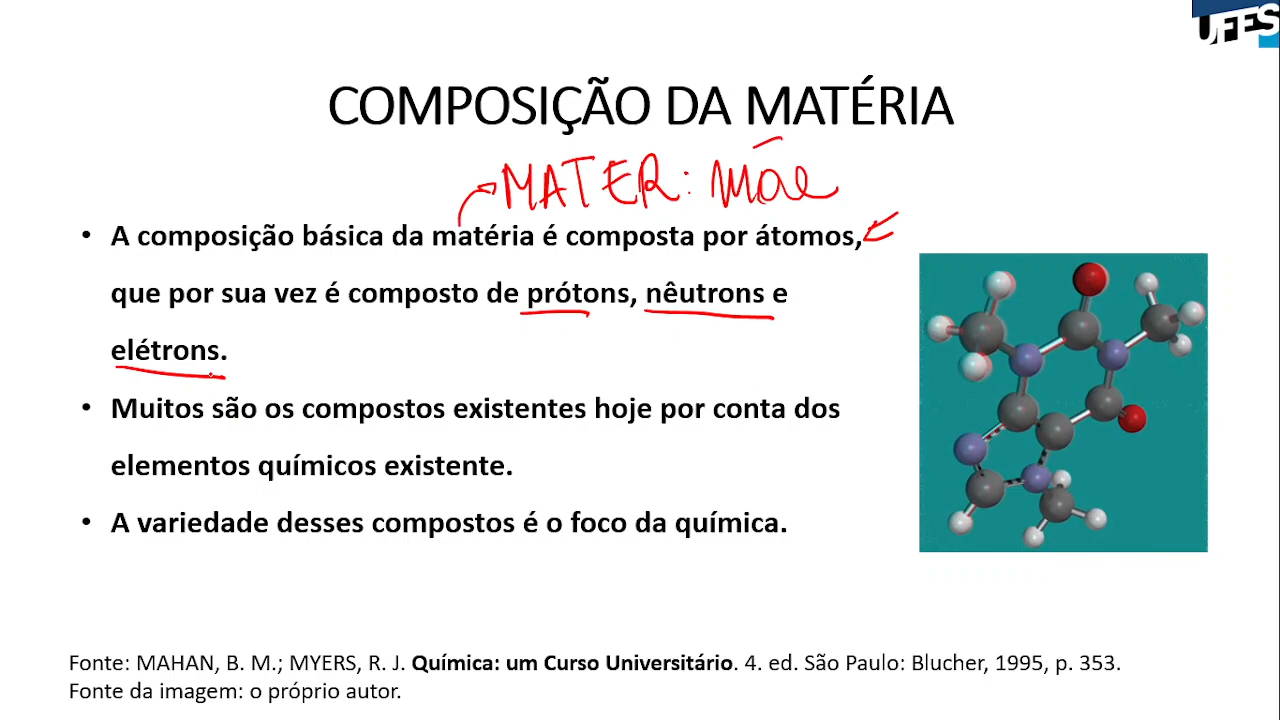 UFES
COMPOSIÇÃO DA MATÉRIA
MATER: mãe
• A composição básica da matéria é composta por átomos,
que por sua vez é composto de prótons, nêutrons e
elétrons.
• Muitos são os compostos existentes hoje por conta dos
elementos químicos existente.
• A variedade desses compostos é o foco da química.
Fonte: MAHAN, B. M.; MYERS, R. J. Química: um Curso Universitário. 4. ed. São Paulo: Blucher, 1995, p. 353.
Fonte da imagem: o próprio autor.